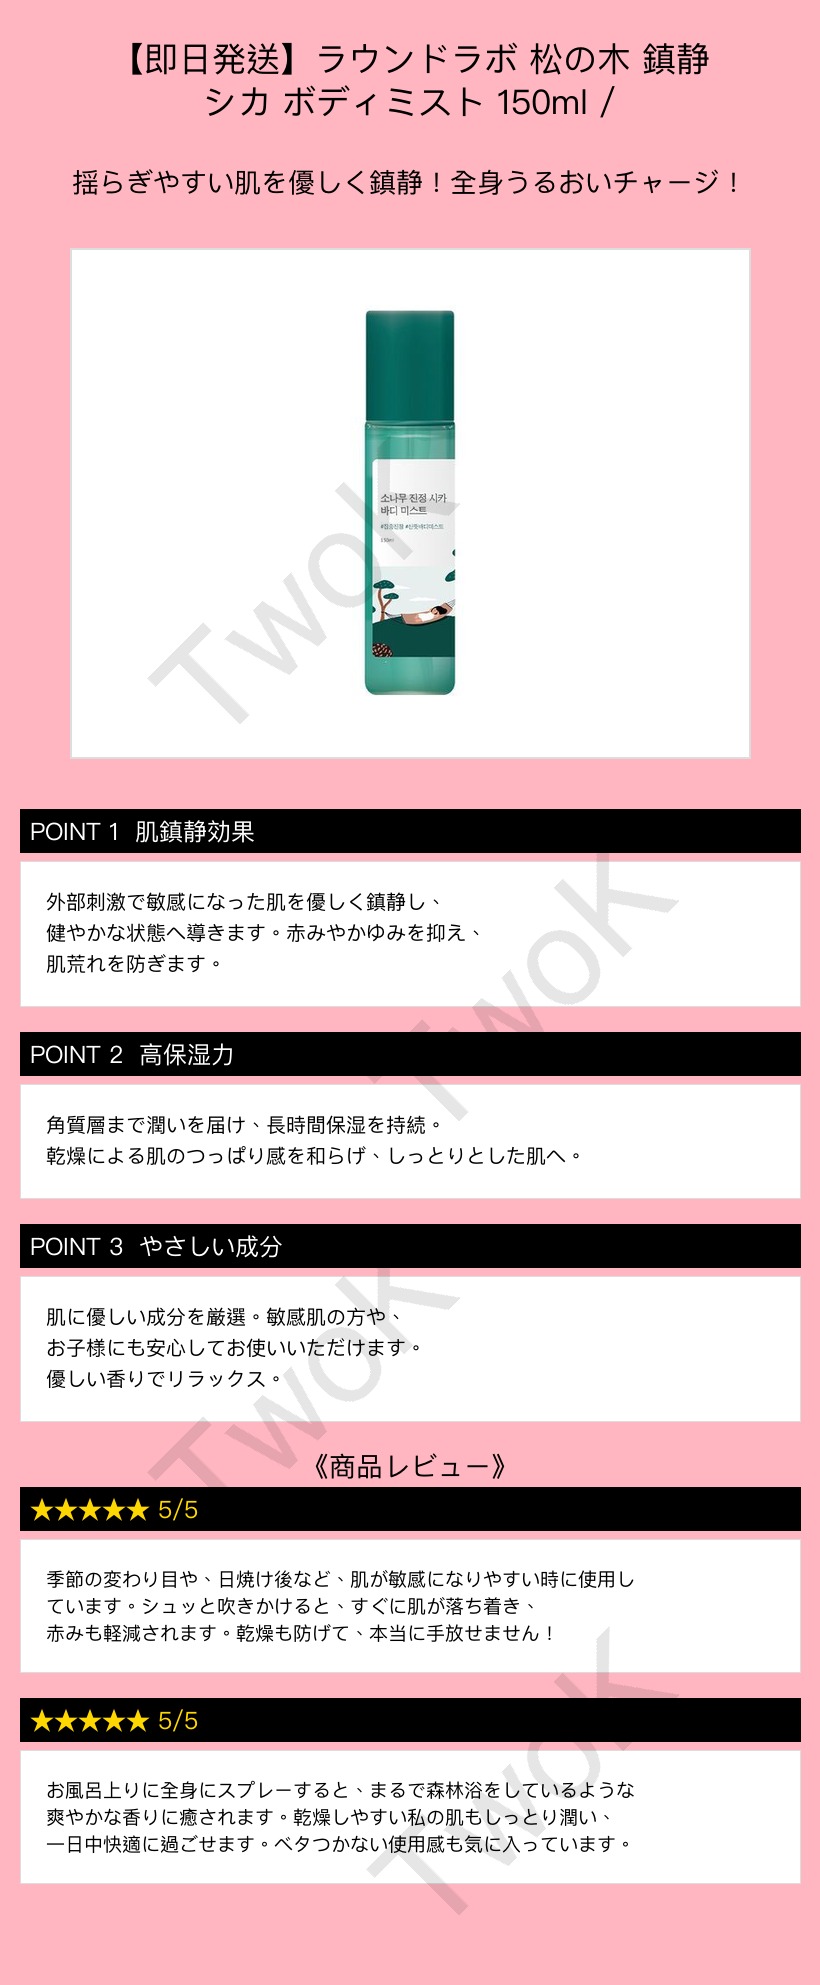 【即日発送】ラウンドラボ 松の木 鎮静
シカ ボディミスト 150ml /
揺らぎやすい肌を優しく鎮静！全身うるおいチャージ！
소나무 진정 시카
바디 미스트
#집중진정 #산뜻바디미스트
150ml
TwoK
POINT 1 肌鎮静効果
外部刺激で敏感になった肌を優しく鎮静し、
健やかな状態へ導きます。赤みやかゆみを抑え、
肌荒れを防ぎます。
TwoK
POINT 2 高保湿力
角質層まで潤いを届け、長時間保湿を持続。
乾燥による肌のつっぱり感を和らげ、しっとりとした肌へ。
POINT 3 やさしい成分
肌に優しい成分を厳選。敏感肌の方や、
お子様にも安心してお使いいただけます。
優しい香りでリラックス。
TwoK
《商品レビュー》
★★★★★ 5/5
季節の変わり目や、日焼け後など、肌が敏感になりやすい時に使用し
ています。シュッと吹きかけると、すぐに肌が落ち着き、
赤みも軽減されます。乾燥も防げて、本当に手放せません！
★★★★★ 5/5
お風呂上りに全身にスプレーすると、まるで森林浴をしているような
爽やかな香りに癒されます。乾燥しやすい私の肌もしっとり潤い、
一日中快適に過ごせます。ベタつかない使用感も気に入っています。
TwoK